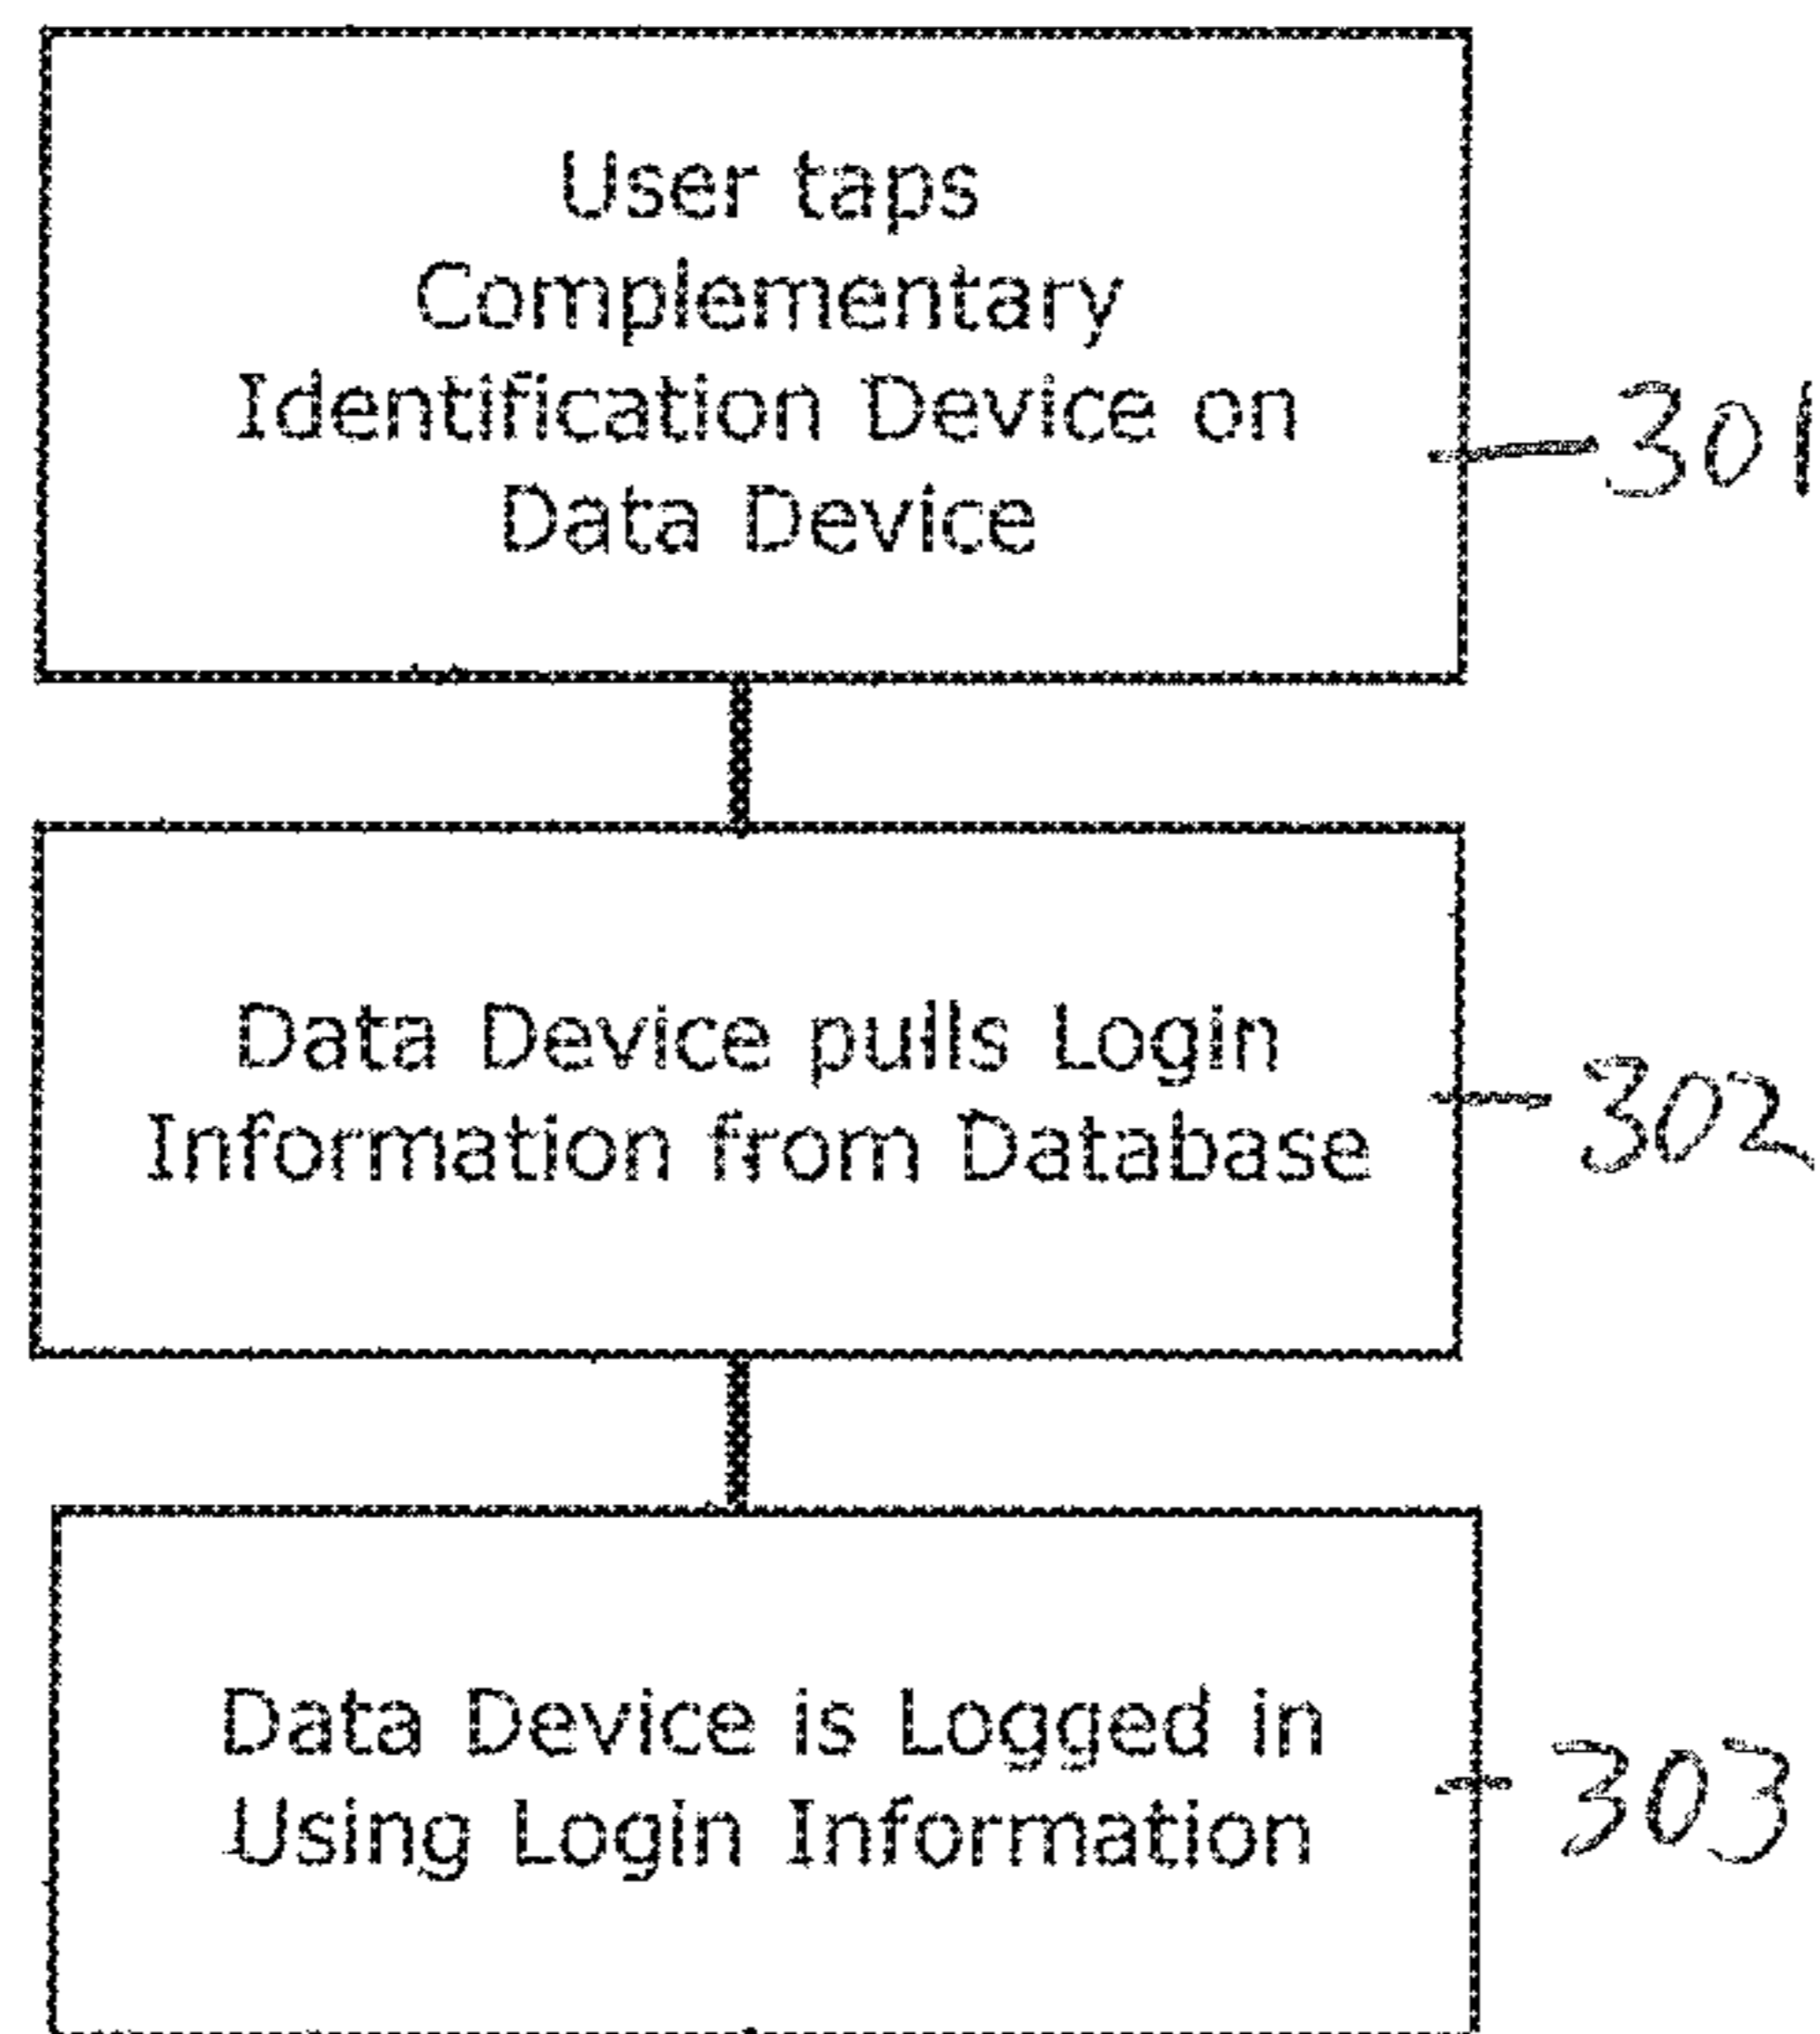 User taps
Complementary
Identification Device on
Data Device
301
Data Device pulls Login
Information from Database
302
Data Device is Logged in
Using Login Information
303